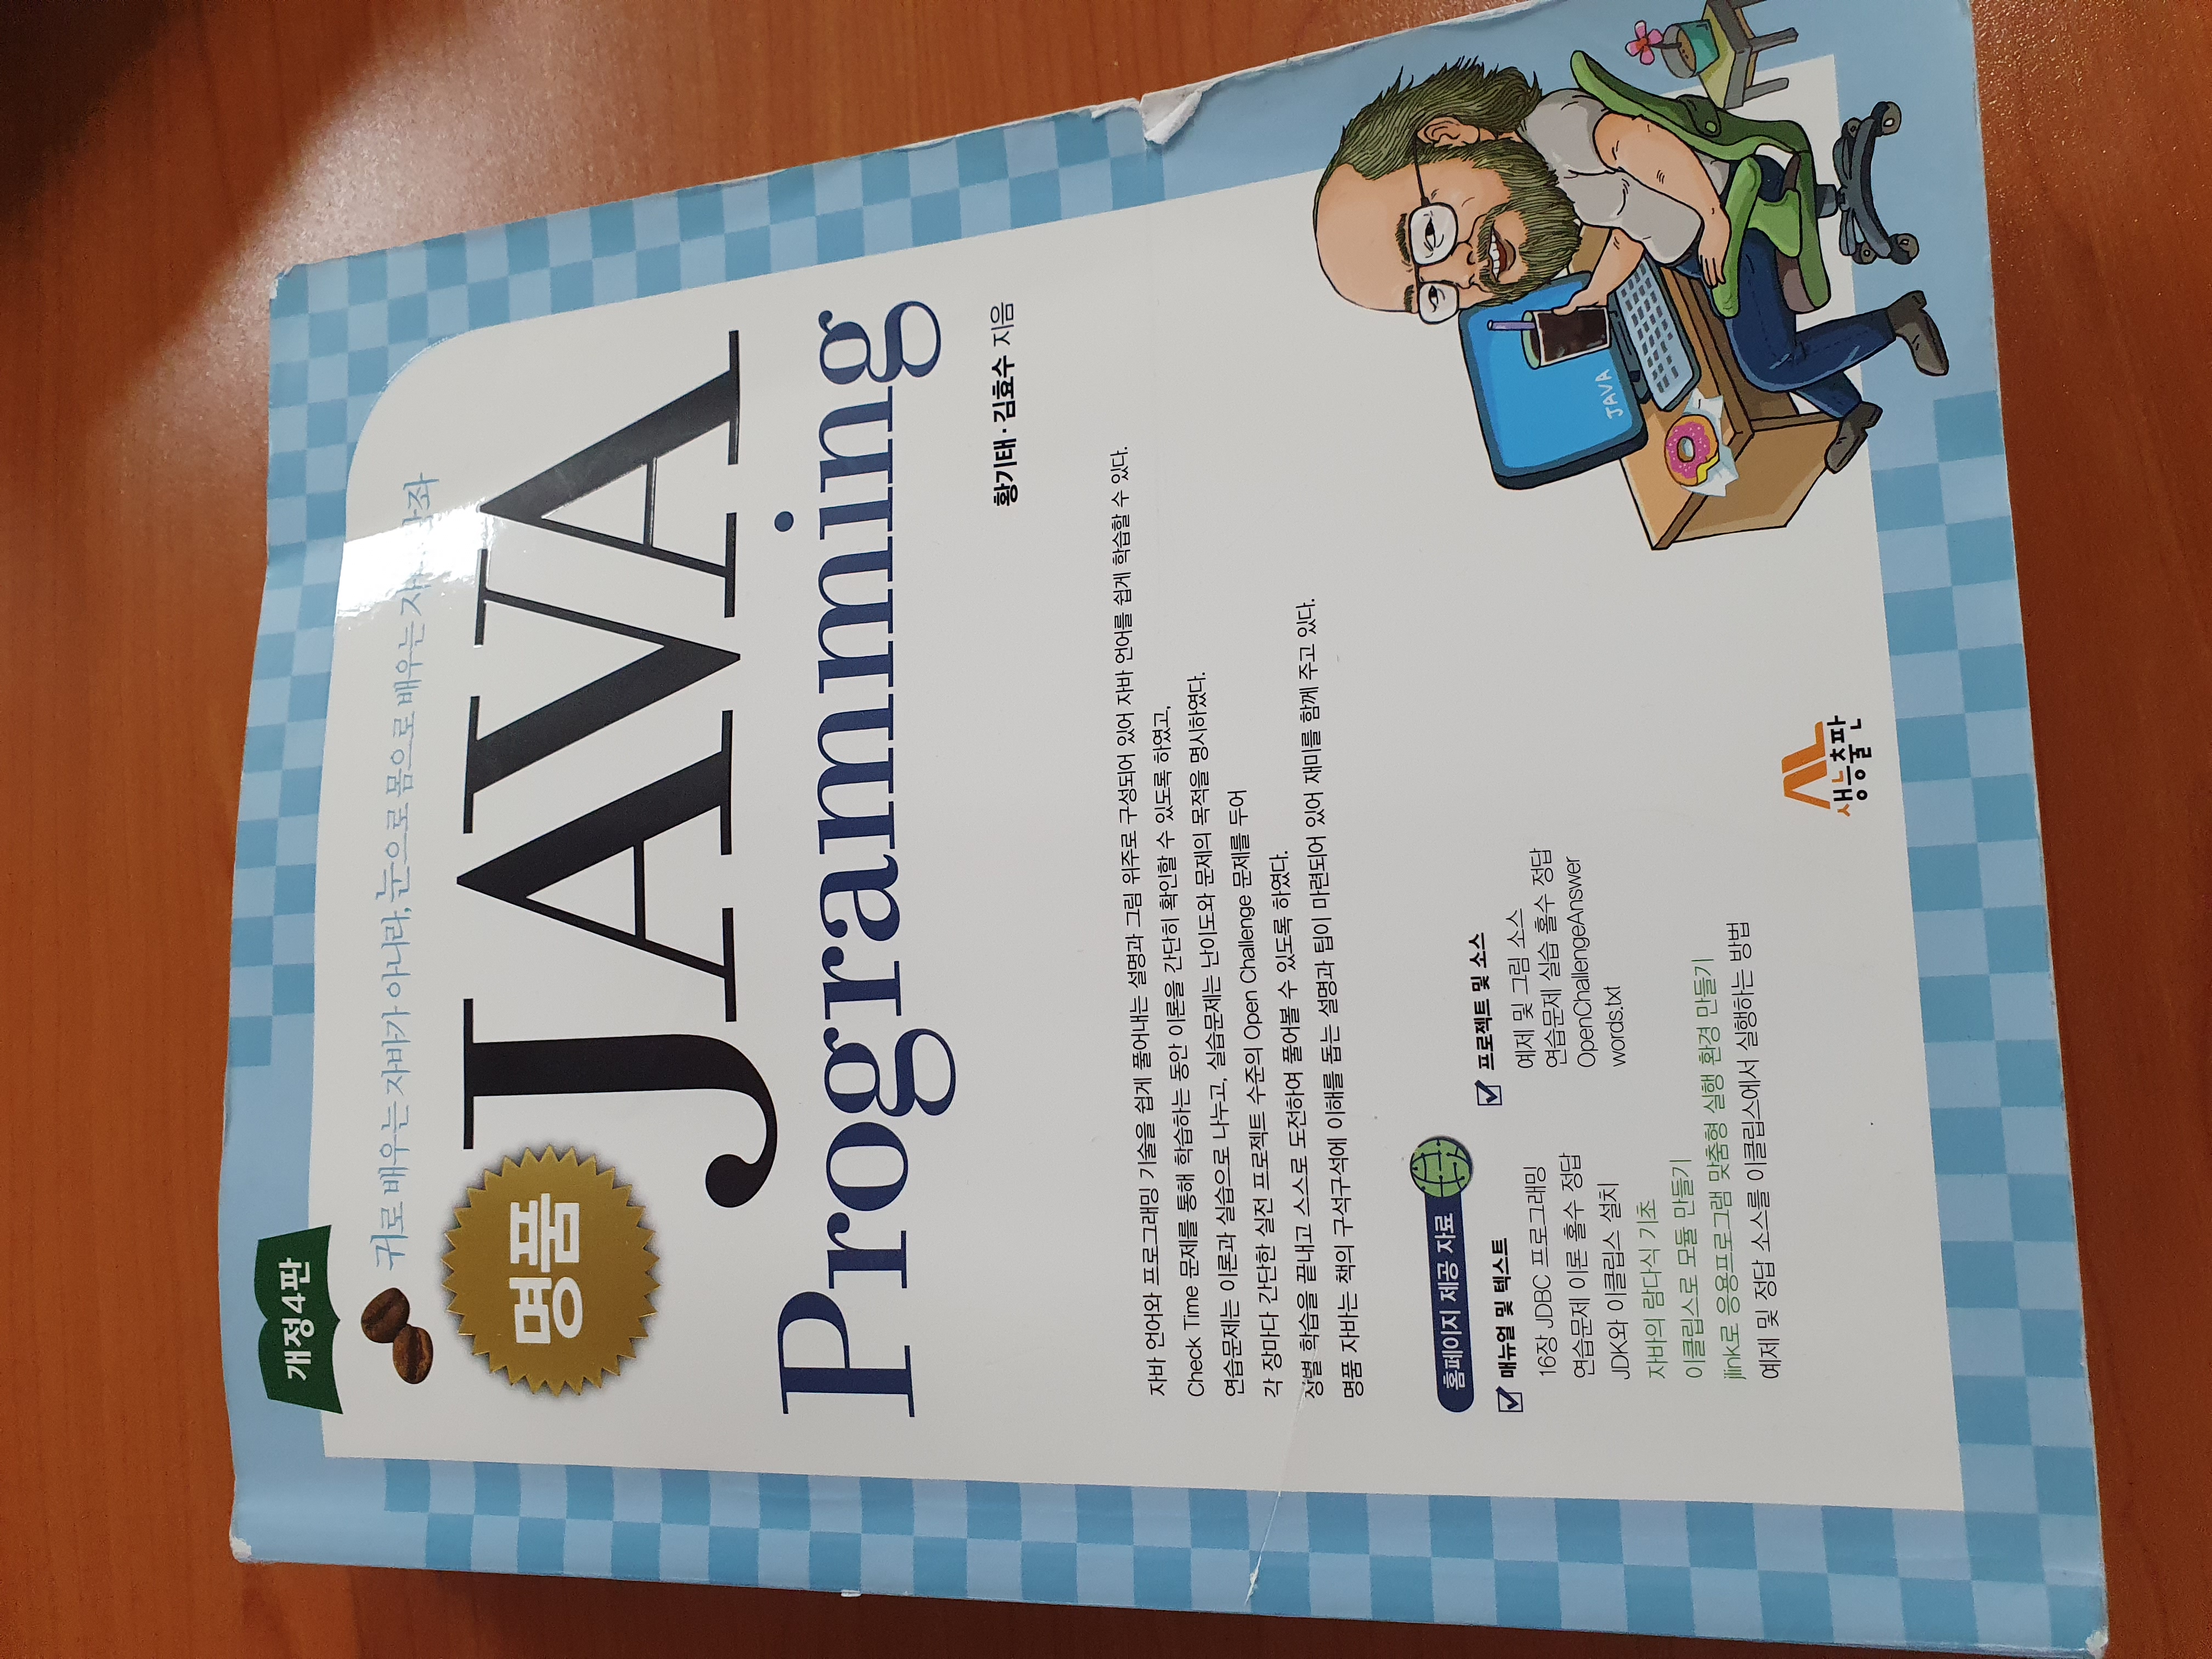 개정4판
귀로 배우는 자바가 아니라, 눈으로 몸으로 배우는
명품
JAVA
Programming
황기태 · 김효수 지음
자바 언어와 프로그래밍 기술을 쉽게 풀어내는 설명과 그림 위주로 구성되어 있어 자바 언어를 쉽게 학습할 수 있다.
Check Time 문제를 통해 학습하는 동안 이론을 간단히 확인할 수 있도록 하였고,
연습문제는 이론과 실습으로 나누고, 실습문제는 난이도와 문제의 목적을 명시하였다.
각 장마다 간단한 실전 프로젝트 수준의 Open Challenge 문제를 두어
장별 학습을 끝내고 스스로 도전하여 풀어볼 수 있도록 하였다.
명품 자바는 책의 구석구석에 이해를 돕는 설명과 팁이 마련되어 있어 재미를 함께 주고 있다.
홈페이지 제공 자료
매뉴얼 및 텍스트
16장 JDBC 프로그래밍
연습문제 이론 홀수 정답
JDK와 이클립스 설치
자바의 람다식 기초
이클립스로 모듈 만들기
jlink로 응용프로그램 맞춤형 실행 환경 만들기
예제 및 정답 소스를 이클립스에서 실행하는 방법
프로젝트 및 소스
예제 및 그림 소스
연습문제 실습 홀수 정답
OpenChallengeAnswer
words.txt
JAVA
생능출판